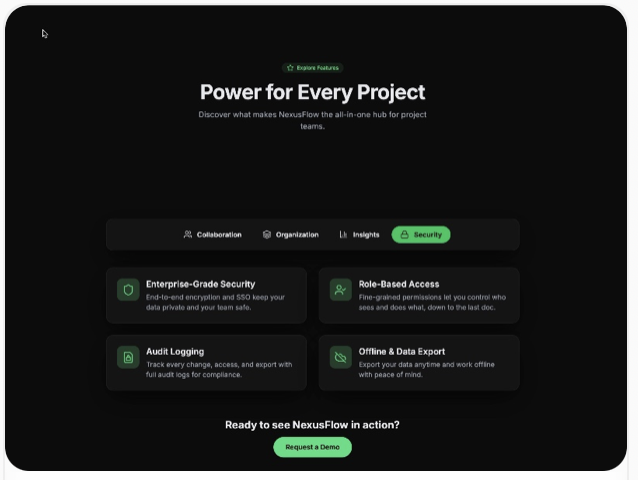 Explore Features
Power for Every Project
Discover what makes NexusFlow the all-in-one hub for project
teams.
Collaboration
Organization
Insights
Security
Enterprise-Grade Security
End-to-end encryption and SSO keep your
data private and your team safe.
Role-Based Access
Fine-grained permissions let you control who
sees and does what, down to the last doc.
Audit Logging
Track every change, access, and export with
full audit logs for compliance.
Offline & Data Export
Export your data anytime and work offline
with peace of mind.
Ready to see NexusFlow in action?
Request a Demo